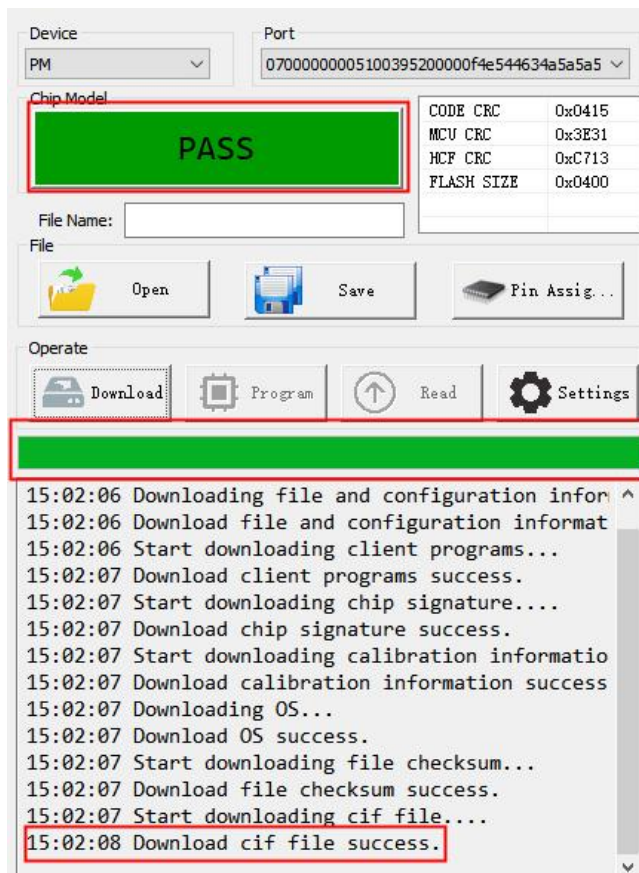 Device
Port
PM
07000000005100395200000f4e544634a5a5a5
Chip Model
PASS
CODE CRC 0x0415
MCU CRC 0x3E31
HCF CRC 0xC713
FLASH SIZE 0x0400
File Name:
File
Open
Save
Pin Assig...
Operate
Download
Program
Read
Settings
15:02:06 Downloading file and configuration infor
15:02:06 Download file and configuration informat
15:02:06 Start downloading client programs...
15:02:07 Download client programs success.
15:02:07 Start downloading chip signature....
15:02:07 Download chip signature success.
15:02:07 Start downloading calibration informatio
15:02:07 Download calibration information success
15:02:07 Downloading OS...
15:02:07 Download OS success.
15:02:07 Start downloading file checksum...
15:02:07 Download file checksum success.
15:02:07 Start downloading cif file....
15:02:08 Download cif file success.